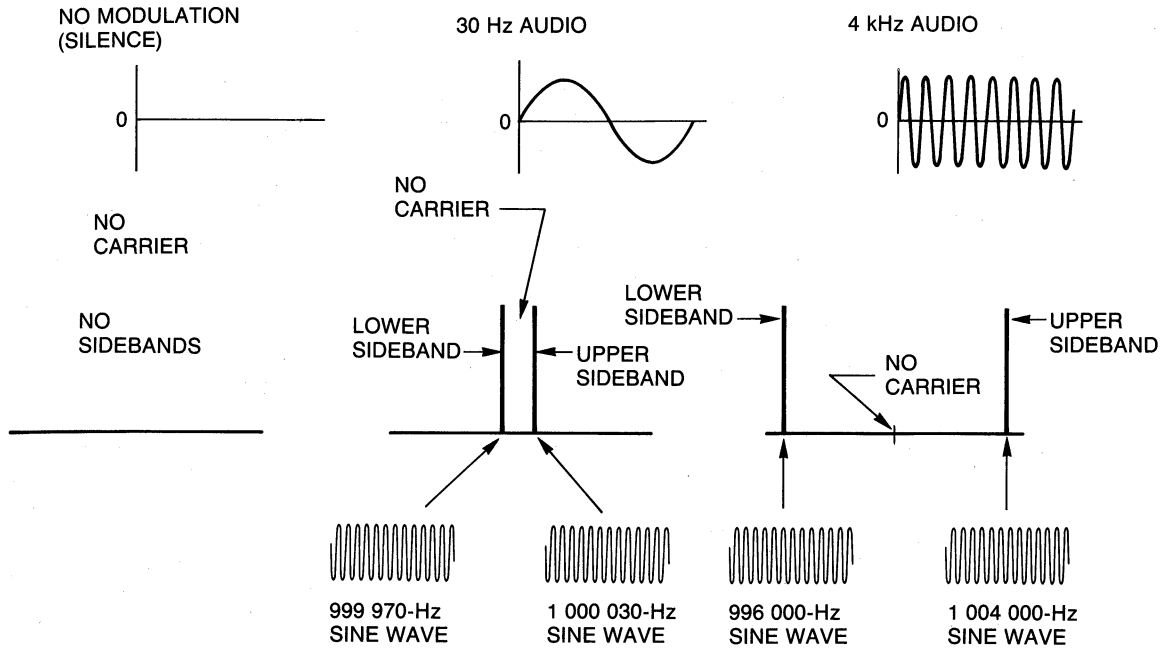 NO MODULATION
(SILENCE)
30 Hz AUDIO
4 kHz AUDIO
0
0
0
NO
CARRIER
NO
CARRIER
NO
SIDEBANDS
LOWER
SIDEBAND
UPPER
SIDEBAND
LOWER
SIDEBAND
UPPER
SIDEBAND
NO
CARRIER
999 970-Hz
SINE WAVE
1 000 030-Hz
SINE WAVE
996 000-Hz
SINE WAVE
1 004 000-Hz
SINE WAVE